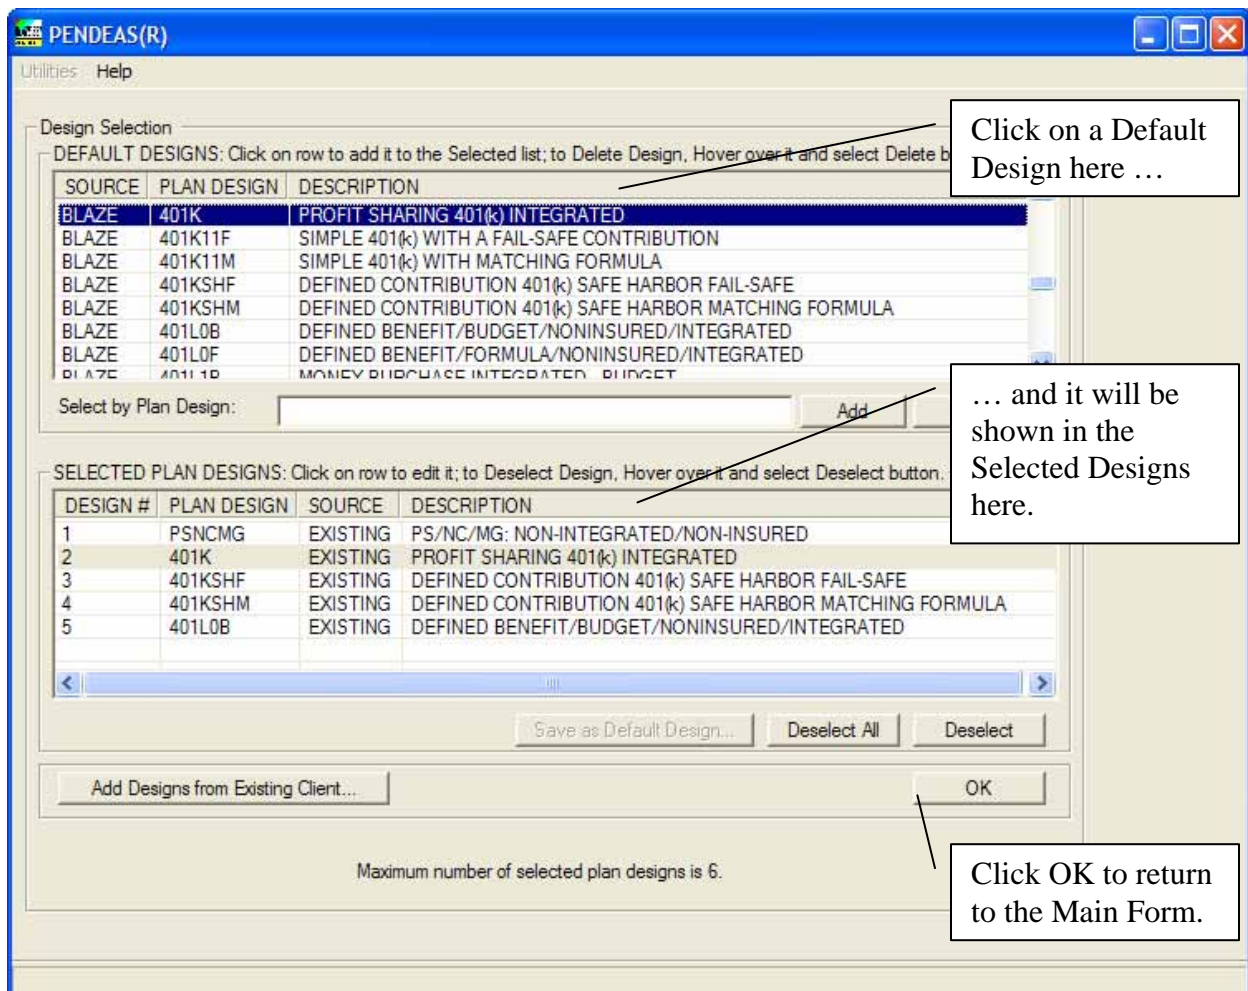 PENDEAS(R)
Utilities Help
Design Selection
DEFAULT DESIGNS: Click on row to add it to the Selected list; to Delete Design, Hover over it and select Delete
SOURCE PLAN DESIGN DESCRIPTION
BLAZE 401K PROFIT SHARING 401(k) INTEGRATED
BLAZE 401K11F SIMPLE 401(k) WITH A FAIL-SAFE CONTRIBUTION
BLAZE 401K11M SIMPLE 401(k) WITH MATCHING FORMULA
BLAZE 401KSHF DEFINED CONTRIBUTION 401(k) SAFE HARBOR FAIL-SAFE
BLAZE 401KSHM DEFINED CONTRIBUTION 401(k) SAFE HARBOR MATCHING FORMULA
BLAZE 401L0B DEFINED BENEFIT/BUDGET/NONINSURED/INTEGRATED
BLAZE 401L0F DEFINED BENEFIT/FORMULA/NONINSURED/INTEGRATED
BLAZE 401L1B MONEY PURCHASE INTEGRATED - BUDGET
Select by Plan Design: Add
Click on a Default
Design here …
SELECTED PLAN DESIGNS: Click on row to edit it; to Deselect Design, Hover over it and select Deselect button.
DESIGN # PLAN DESIGN SOURCE DESCRIPTION
1 PSNCMG EXISTING PS/NC/MG: NON-INTEGRATED/NON-INSURED
2 401K EXISTING PROFIT SHARING 401(k) INTEGRATED
3 401KSHF EXISTING DEFINED CONTRIBUTION 401(k) SAFE HARBOR FAIL-SAFE
4 401KSHM EXISTING DEFINED CONTRIBUTION 401(k) SAFE HARBOR MATCHING FORMULA
5 401L0B EXISTING DEFINED BENEFIT/BUDGET/NONINSURED/INTEGRATED
… and it will be
shown in the
Selected Designs
here.
Save as Default Design... Deselect All Deselect
Add Designs from Existing Client... OK
Maximum number of selected plan designs is 6.
Click OK to return
to the Main Form.